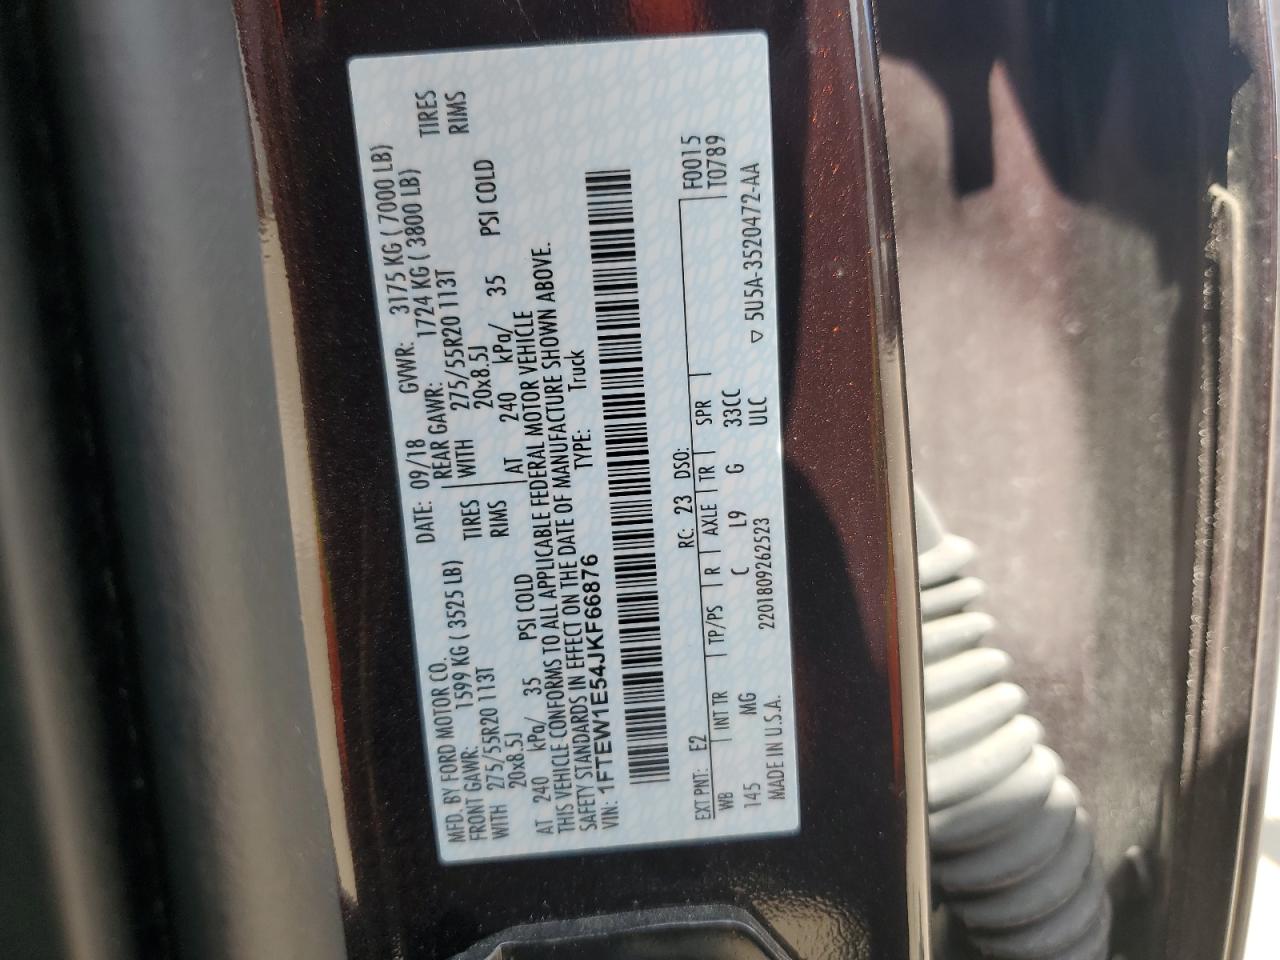 MFD. BY FORD MOTOR CO. DATE: 09/18 GVWR: 3175 KG ( 7000 LB)
FRONT GAWR: 1599 KG ( 3525 LB) REAR GAWR: 1724 KG ( 3800 LB)
WITH 275/55R20 113T TIRES WITH 275/55R20 113T TIRES
20x8.5J RIMS 20x8.5J RIMS
AT 240 kPa/ 35 PSI COLD AT 240 kPa/ 35 PSI COLD
THIS VEHICLE CONFORMS TO ALL APPLICABLE FEDERAL MOTOR VEHICLE
SAFETY STANDARDS IN EFFECT ON THE DATE OF MANUFACTURE SHOWN ABOVE.
VIN: 1FTEW1E54JKF66876 TYPE: Truck
EXT PNT: E2 RC: 23 DSO: F0015
WB INT TR TP/PS R AXLE TR SPR T0789
145 MG C L9 G 33CC
MADE IN U.S.A. 2201809262523 ULC ▽ 5U5A-3520472-AA